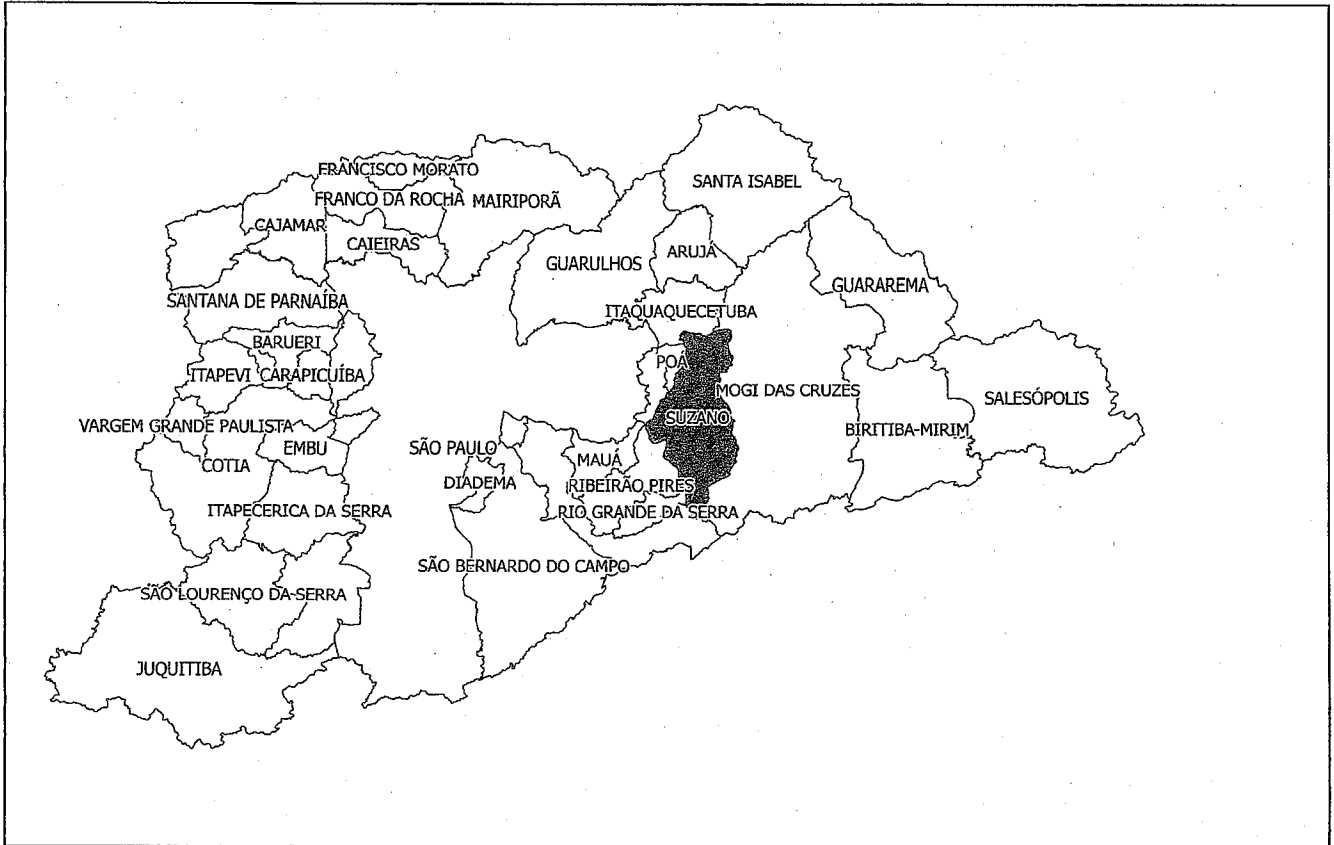 FRANCISCO MORATO
SANTA ISABEL
FRANCO DA ROCHA
MAIRIPORÃ
CAJAMAR
CAIEIRAS
ARUJÁ
GUARULHOS
GUARAREMA
SANTANA DE PARNAÍBA
ITAQUAQUECETUBA
BARUERI
POÁ
ITAPEVI
CARAPICUÍBA
MOGI DAS CRUZES
SALESÓPOLIS
SUZANO
VARGEM GRANDE PAULISTA
BIRITIBA-MIRIM
EMBU
SÃO PAULO
COTIA
MAUÁ
DIADEMA
RIBEIRÃO PIRES
ITAPECERICA DA SERRA
RIO GRANDE DA SERRA
SÃO BERNARDO DO CAMPO
SÃO LOURENÇO DA SERRA
JUQUITIBA